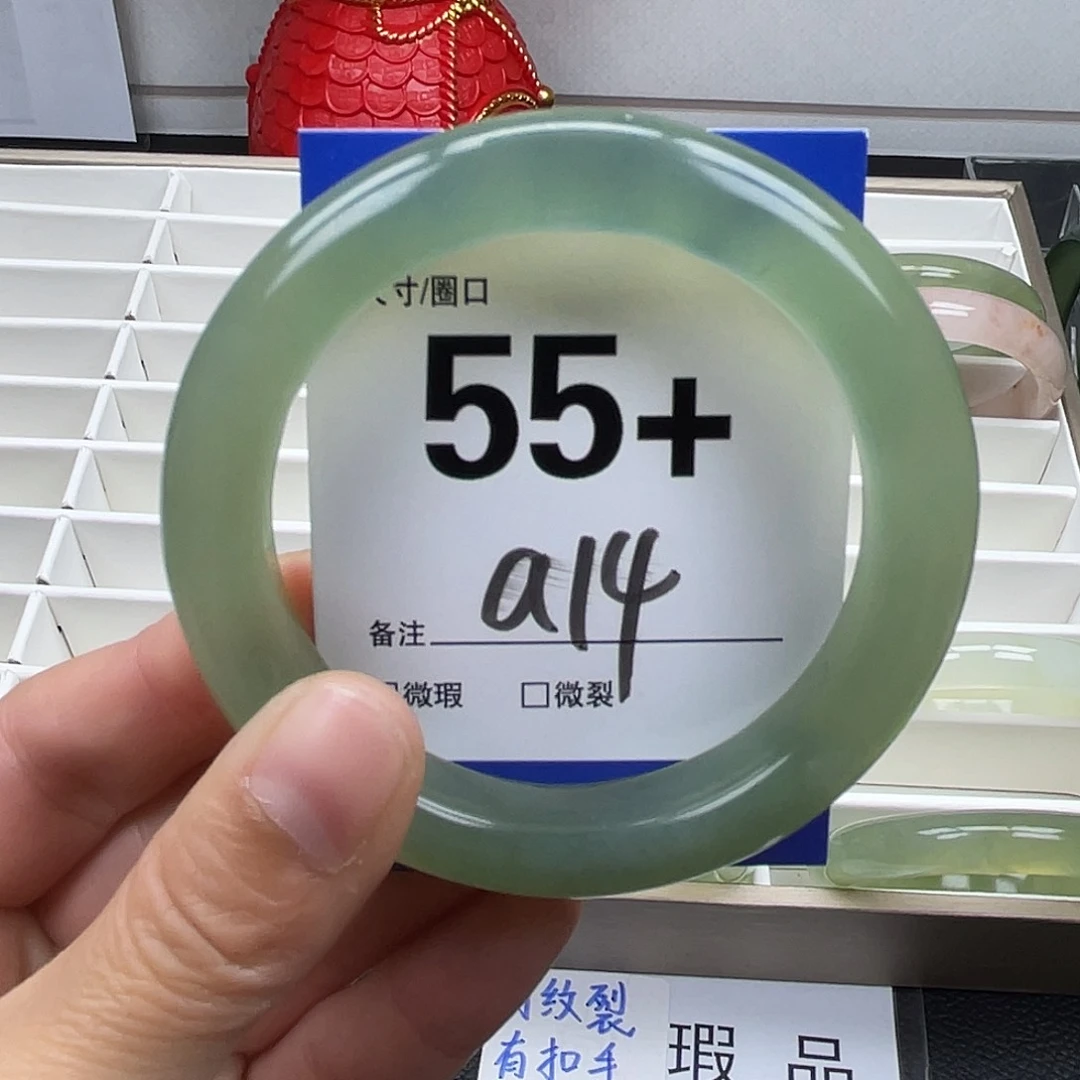 寸/圈口
55+
a14
备注
微瑕 □微裂
纹裂
有扣手
瑕 品